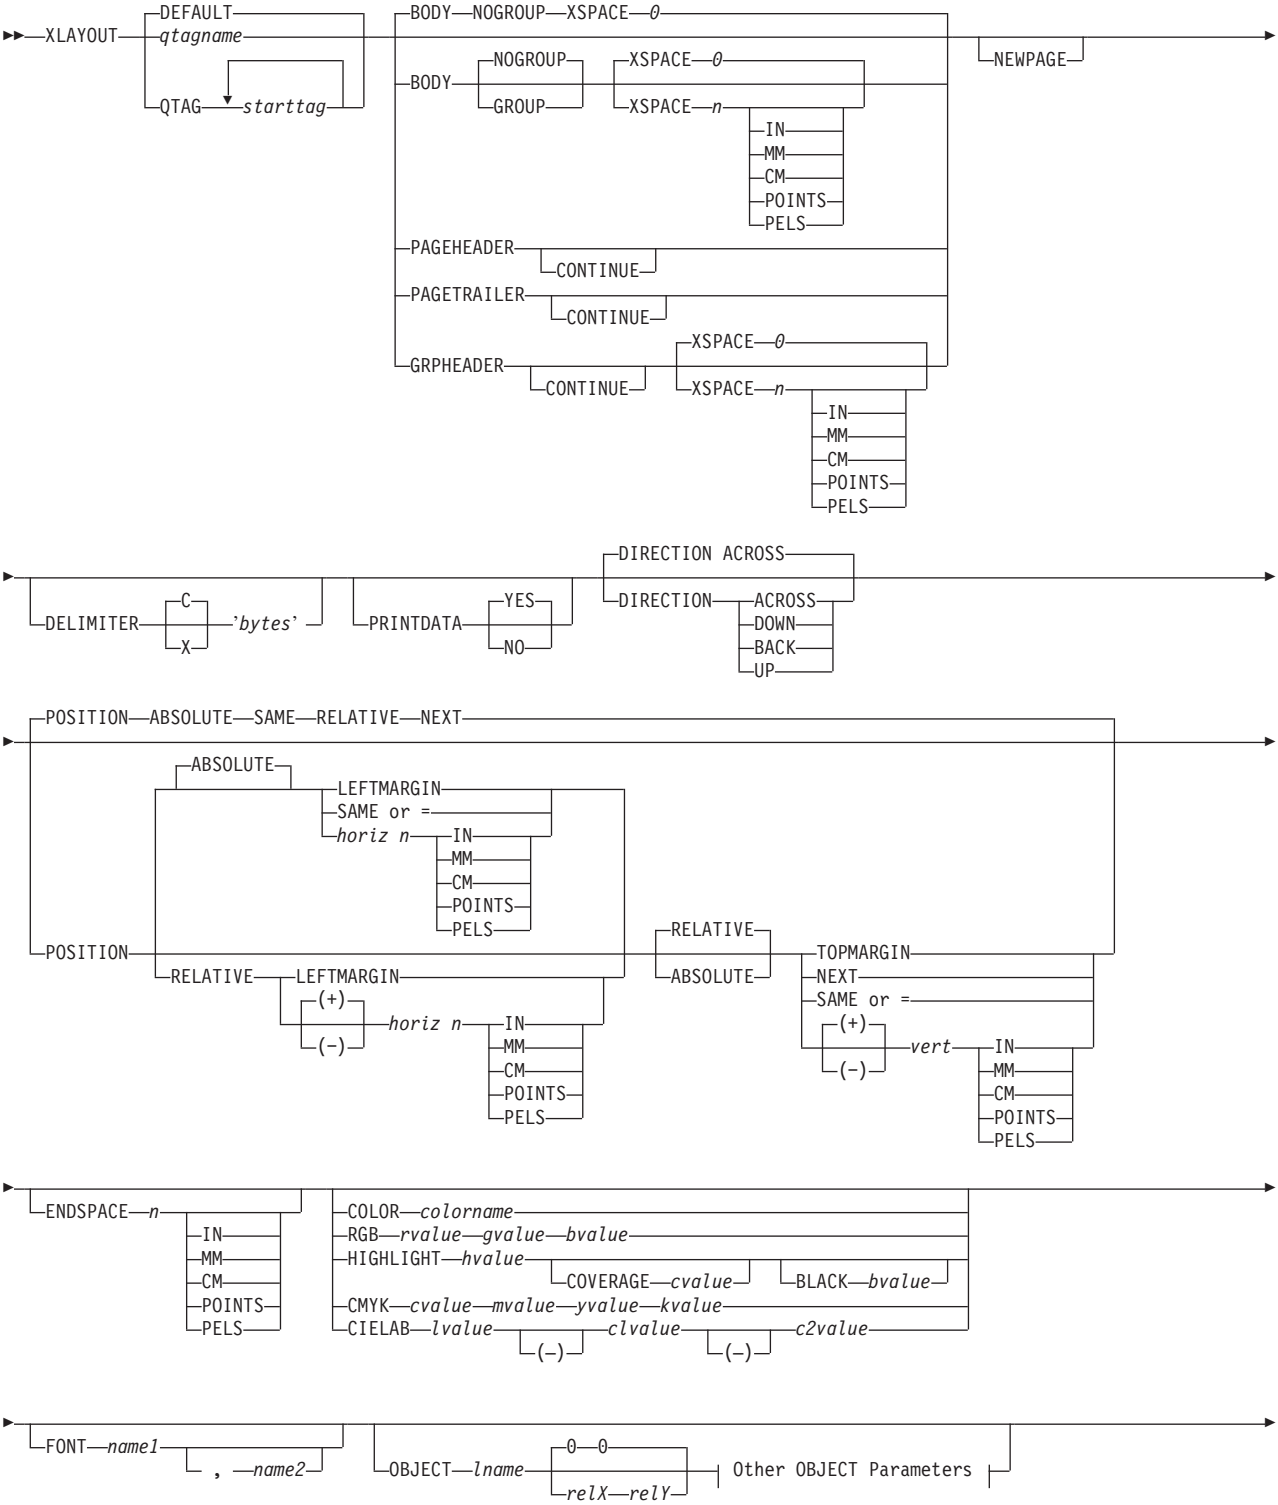 DEFAULT BODY NOGROUP XSPACE 0
XLAYOUT qtagname NOGROUP XSPACE 0 NEWPAGE
BODY
QTAG starttag GROUP XSPACE n
IN
MM
CM
POINTS
PELS
PAGEHEADER
CONTINUE
PAGETRAILER
CONTINUE
XSPACE 0
GRPHEADER
CONTINUE XSPACE n
IN
MM
CM
POINTS
PELS
DIRECTION ACROSS
C YES DIRECTION ACROSS
DELIMITER 'bytes' PRINTDATA DOWN
X NO BACK
UP
POSITION ABSOLUTE SAME RELATIVE NEXT
ABSOLUTE
LEFTMARGIN
SAME or =
horiz n IN
MM
CM
POINTS
PELS RELATIVE
POSITION TOPMARGIN
RELATIVE LEFTMARGIN ABSOLUTE NEXT
(+) SAME or =
horiz n IN (+)
(-) MM vert IN
CM (-) MM
POINTS CM
PELS POINTS
PELS
ENDSPACE n COLOR colorname
IN RGB rvalue gvalue bvalue
MM HIGHLIGHT hvalue
CM COVERAGE cvalue BLACK bvalue
POINTS CMYK cvalue mvalue yvalue kvalue
PELS CIELAB lvalue clvalue c2value
(-) (-)
FONT name1 0 0
, name2 OBJECT lname Other OBJECT Parameters
relX relY